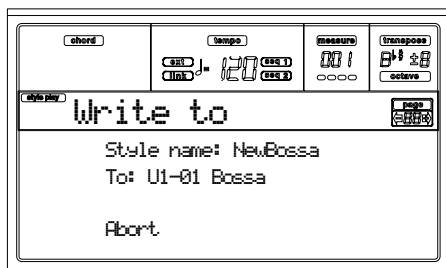 chord tempo measure transpose
ext ♩= 120 seq 1 001 ♭♯ ±8
link seq 2 octave
style play Write to page
Style name: NewBossa
To: U1-01 Bossa
Abort